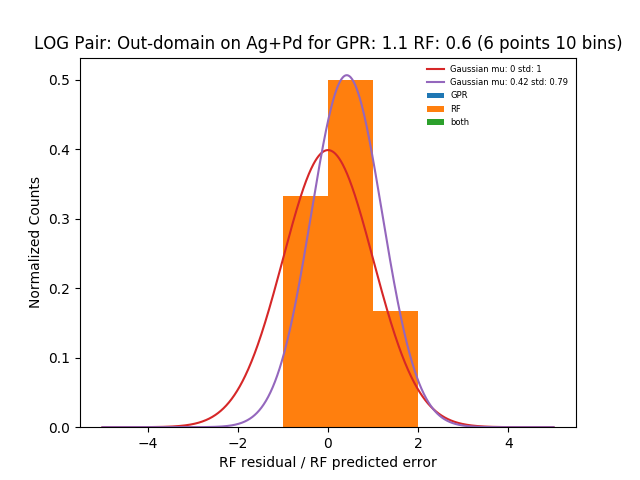 LOG Pair: Out-domain on Ag+Pd for GPR: 1.1 RF: 0.6 (6 points 10 bins)
Gaussian mu: 0 std: 1
Gaussian mu: 0.42 std: 0.79
GPR
RF
both
Normalized Counts
0.5
0.4
0.3
0.2
0.1
0.0
−4
−2
0
2
4
RF residual / RF predicted error